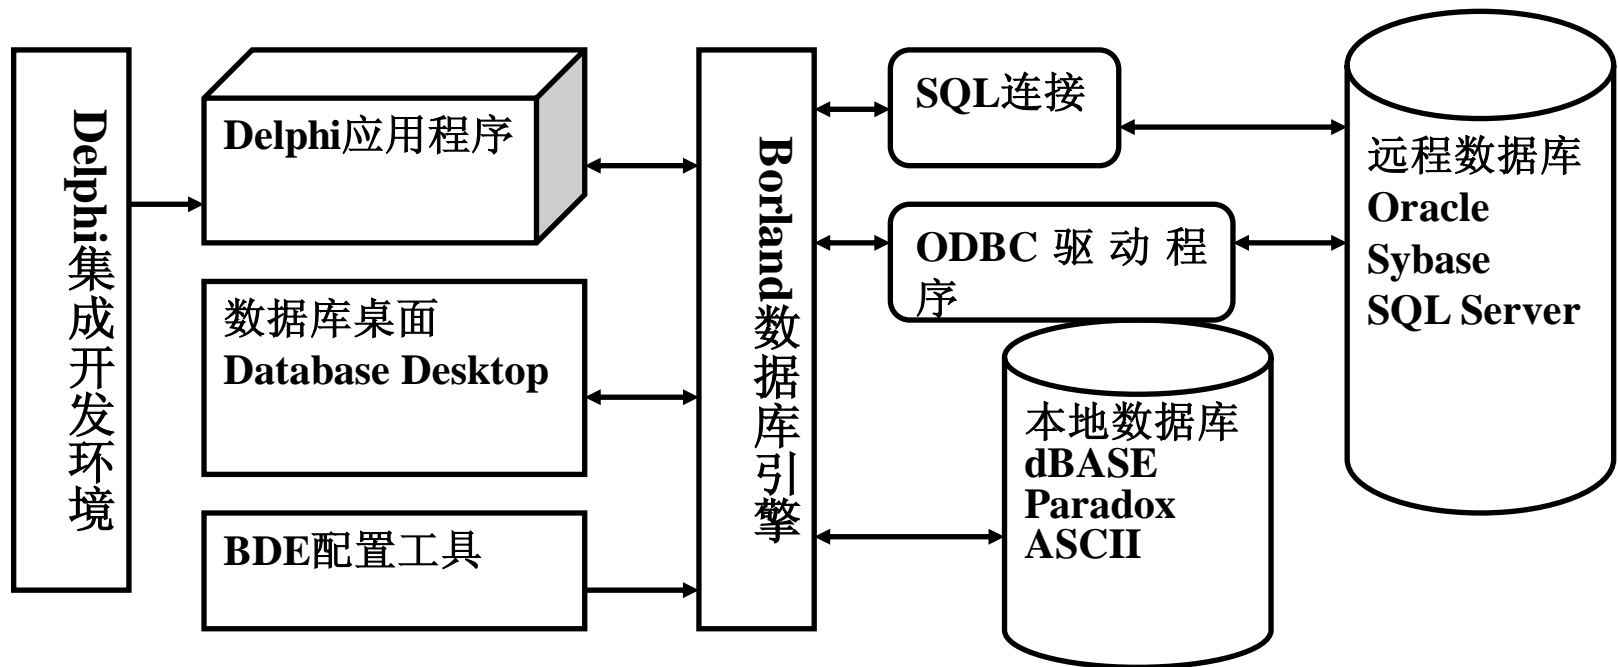 Delphi集成开发环境
Delphi应用程序
数据库桌面
Database Desktop
BDE配置工具
Borland数据库引擎
SQL连接
ODBC 驱 动 程
序
本地数据库
dBASE
Paradox
ASCII
远程数据库
Oracle
Sybase
SQL Server